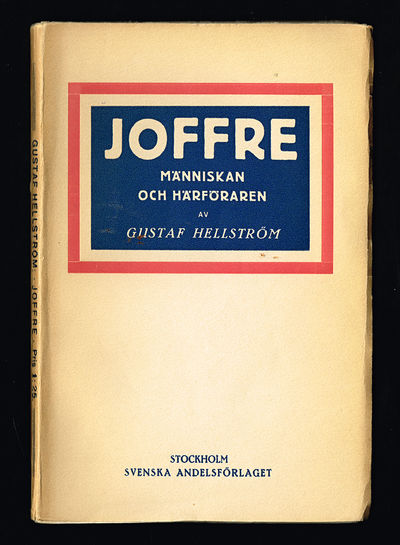 JOFFRE
MÄNNISKAN
OCH HÄRFÖRAREN
AV
GUSTAF HELLSTRÖM
STOCKHOLM
SVENSKA ANDELSFÖRLAGET
GUSTAF HELLSTRÖM · JOFFRE · Pris 1:25